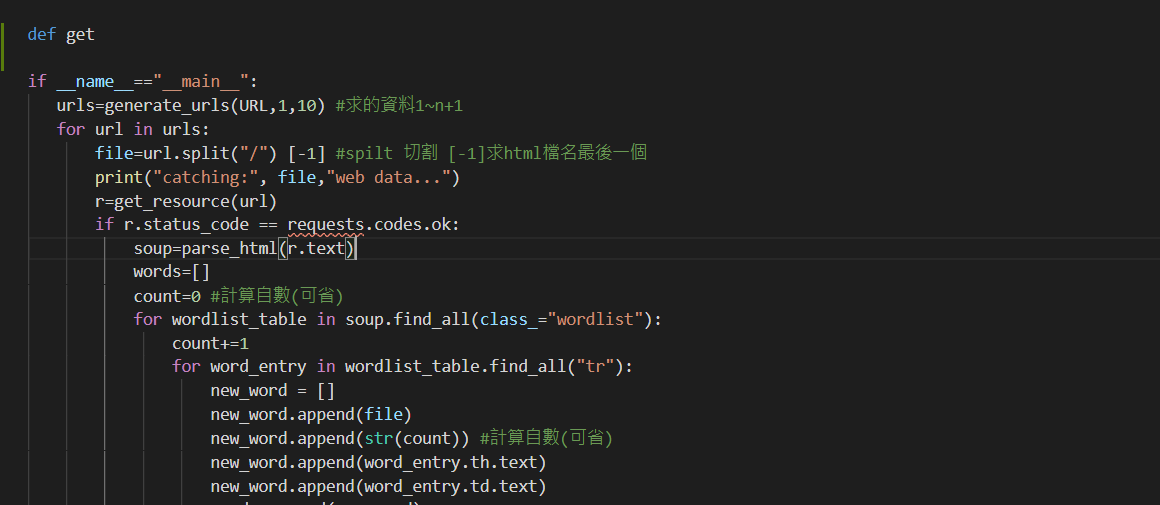 def get
if __name__=="__main__":
urls=generate_urls(URL,1,10) #求的資料1~n+1
for url in urls:
file=url.split("/") [-1] #spilt 切割 [-1]求html檔名最後一個
print("catching:", file,"web data...")
r=get_resource(url)
if r.status_code == requests.codes.ok:
soup=parse_html(r.text)
words=[]
count=0 #計算自數(可省)
for wordlist_table in soup.find_all(class_="wordlist"):
count+=1
for word_entry in wordlist_table.find_all("tr"):
new_word = []
new_word.append(file)
new_word.append(str(count)) #計算自數(可省)
new_word.append(word_entry.th.text)
new_word.append(word_entry.td.text)